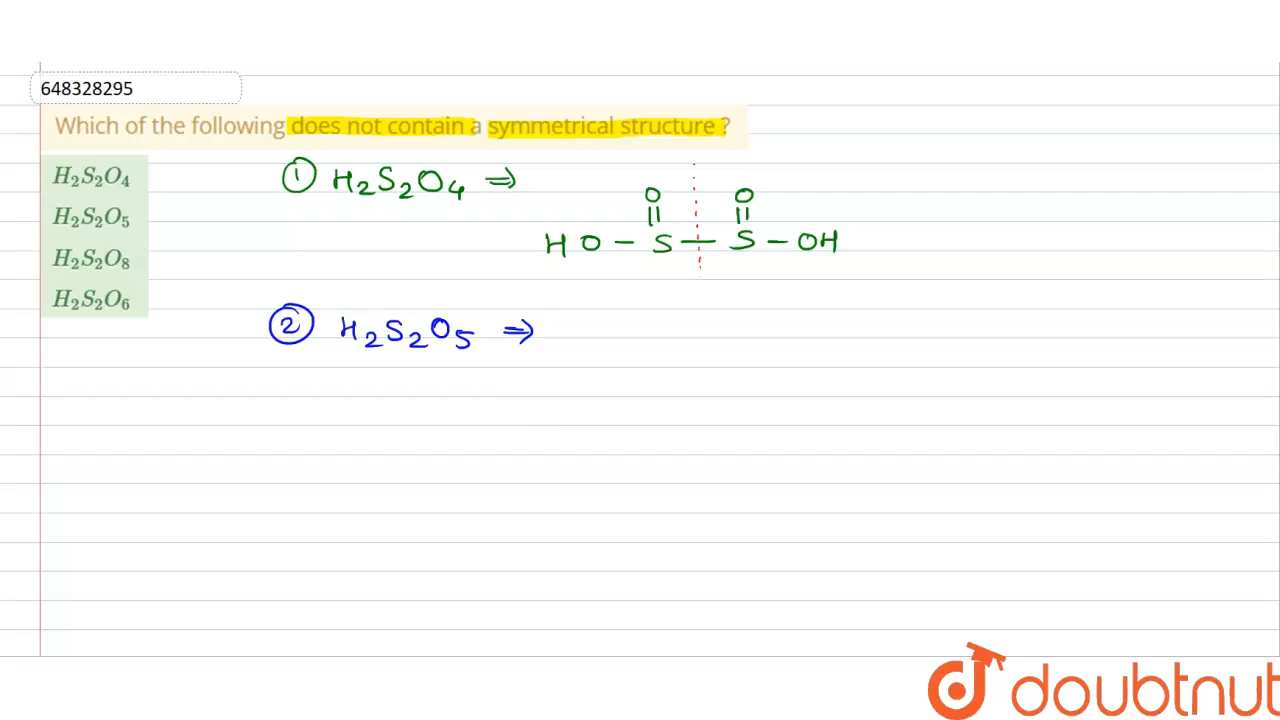 648328295
Which of the following does not contain a symmetrical structure ?
H₂S₂O₄
H₂S₂O₅
H₂S₂O₈
H₂S₂O₆
① H₂S₂O₄ ⇒
O O
|| ||
HO – S — S – OH
② H₂S₂O₅ ⇒
doubtnut